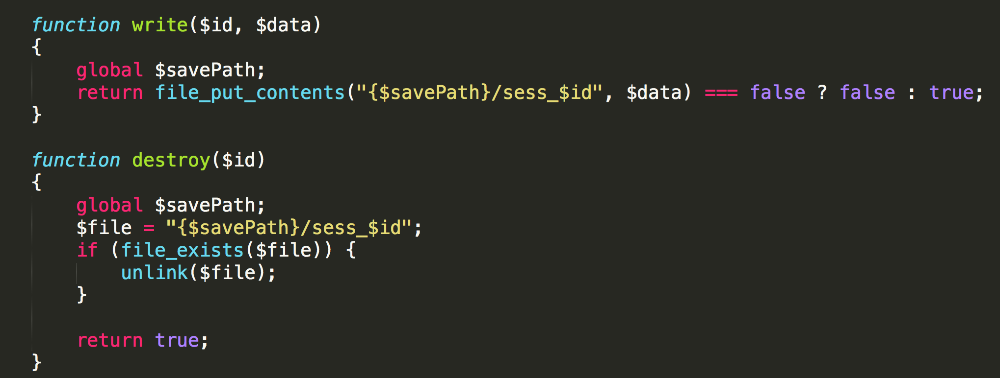 function write($id, $data)
{
    global $savePath;
    return file_put_contents("{$savePath}/sess_$id", $data) === false ? false : true;
}

function destroy($id)
{
    global $savePath;
    $file = "{$savePath}/sess_$id";
    if (file_exists($file)) {
        unlink($file);
    }

    return true;
}